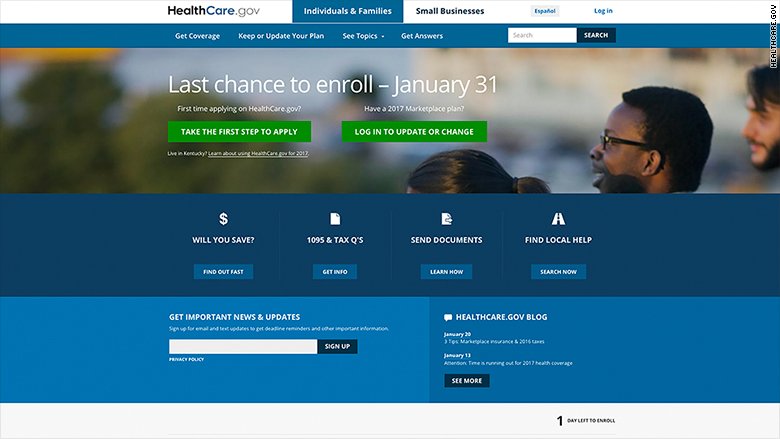 HealthCare.gov
Individuals & Families
Small Businesses
Español
Log in
Get Coverage
Keep or Update Your Plan
See Topics
Get Answers
Search
SEARCH
HEALTHCARE.GOV
Last chance to enroll – January 31
First time applying on HealthCare.gov?
Have a 2017 Marketplace plan?
TAKE THE FIRST STEP TO APPLY
LOG IN TO UPDATE OR CHANGE
Live in Kentucky? Learn about using HealthCare.gov for 2017.
$
WILL YOU SAVE?
1095 & TAX Q'S
SEND DOCUMENTS
FIND LOCAL HELP
FIND OUT FAST
GET INFO
LEARN HOW
SEARCH NOW
GET IMPORTANT NEWS & UPDATES
Sign up for email and text updates to get deadline reminders and other important information.
SIGN UP
PRIVACY POLICY
HEALTHCARE.GOV BLOG
January 20
3 Tips: Marketplace insurance & 2016 taxes
January 13
Attention: Time is running out for 2017 health coverage
SEE MORE
1 DAY LEFT TO ENROLL